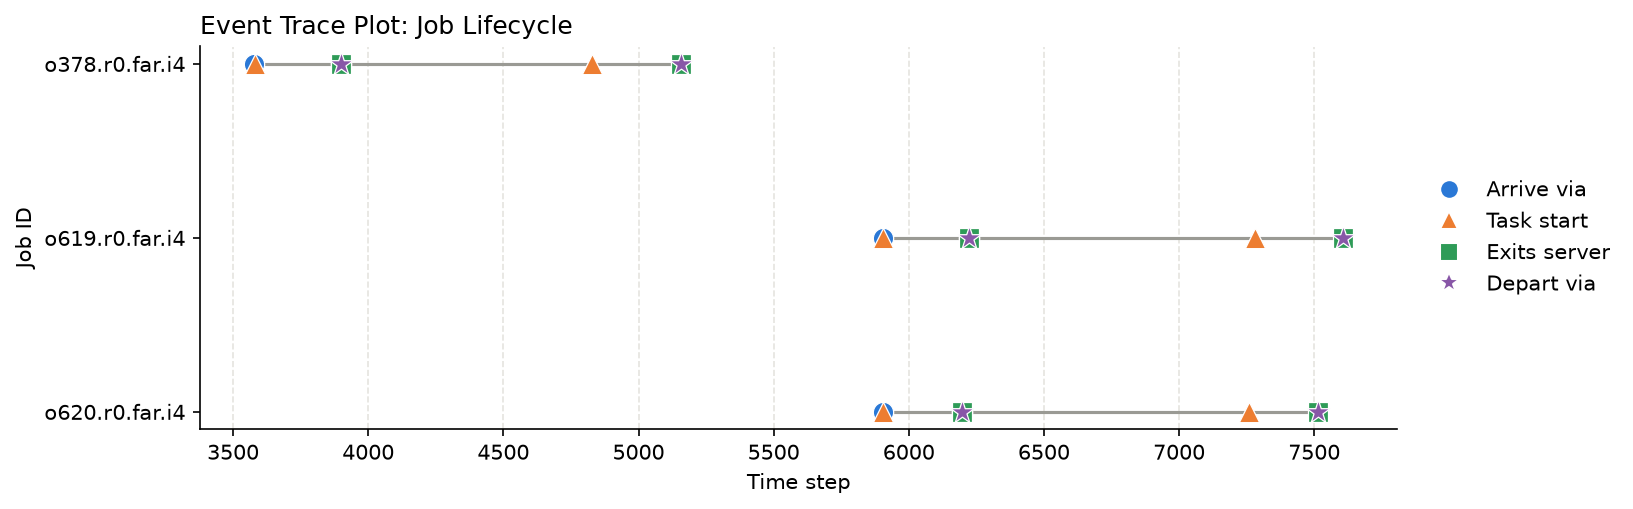 Event Trace Plot: Job Lifecycle
o378.r0.far.i4
o619.r0.far.i4
o620.r0.far.i4
Job ID
3500 4000 4500 5000 5500 6000 6500 7000 7500
Time step
Arrive via
Task start
Exits server
Depart via